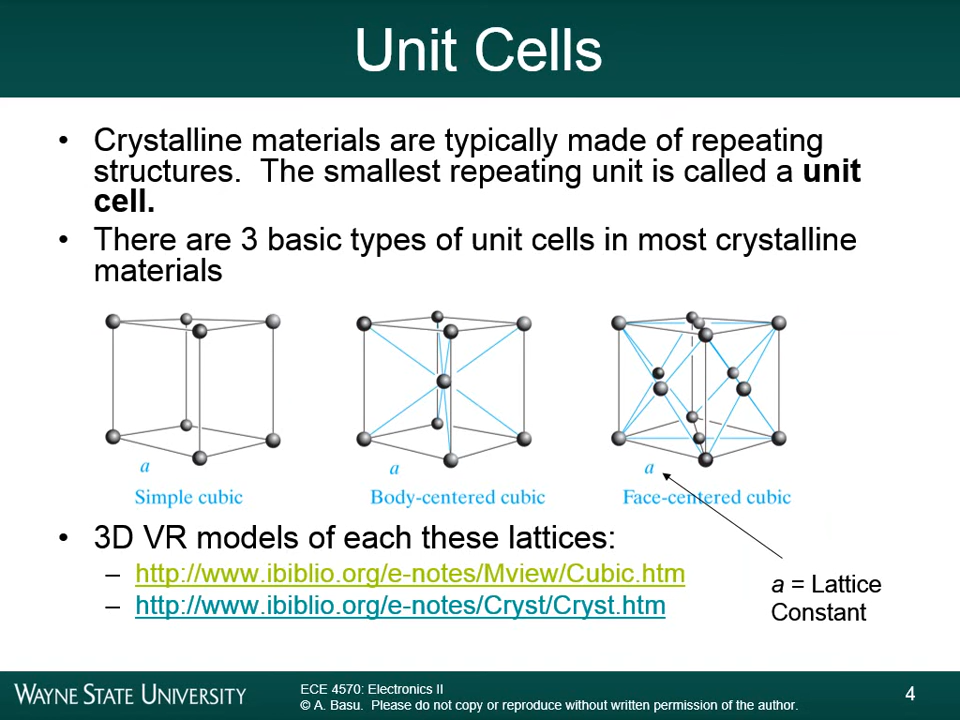 Unit Cells
• Crystalline materials are typically made of repeating
structures. The smallest repeating unit is called a unit
cell.
• There are 3 basic types of unit cells in most crystalline
materials
a
a
a
Simple cubic
Body-centered cubic
Face-centered cubic
• 3D VR models of each these lattices:
– http://www.ibiblio.org/e-notes/Mview/Cubic.htm
– http://www.ibiblio.org/e-notes/Cryst/Cryst.htm
a = Lattice
Constant
WAYNE STATE UNIVERSITY
ECE 4570: Electronics II
© A. Basu. Please do not copy or reproduce without written permission of the author.
4